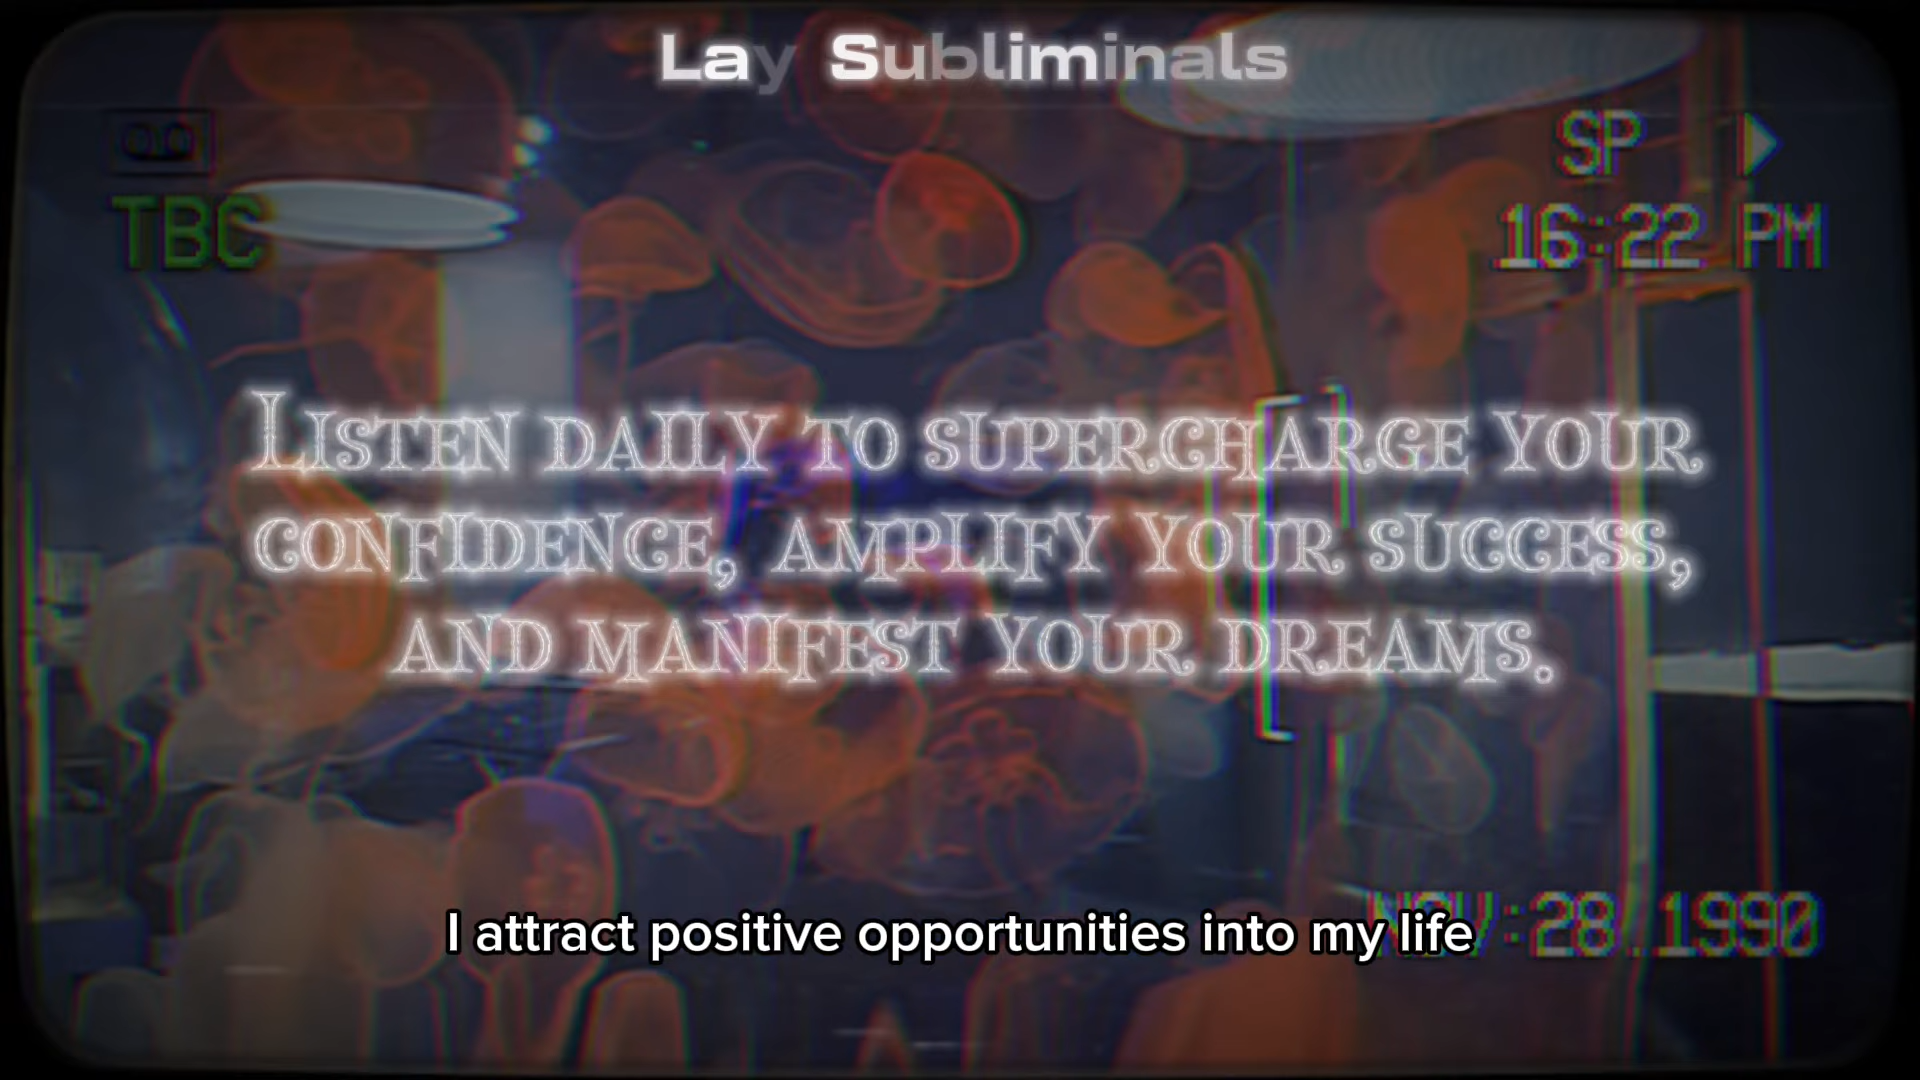 Lay Subliminals
SP
TBC
16:22 PM
LISTEN DAILY TO SUPERCHARGE YOUR
CONFIDENCE, AMPLIFY YOUR SUCCESS,
AND MANIFEST YOUR DREAMS.
I attract positive opportunities into my life
NOV:28.1990